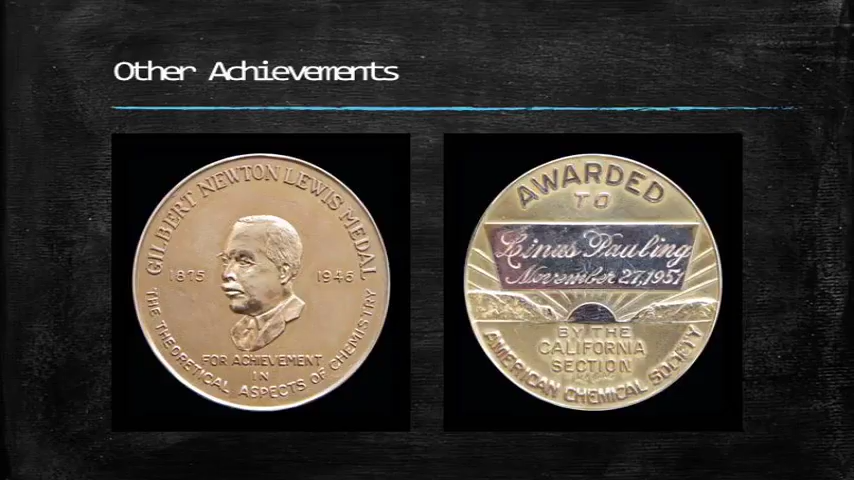 Other Achievements
GILBERT NEWTON LEWIS MEDAL
1875 1946
FOR ACHIEVEMENT
IN
THE THEORETICAL ASPECTS OF CHEMISTRY
AWARDED
TO
Linus Pauling
November 27, 1951
BY THE
CALIFORNIA
SECTION
AMERICAN CHEMICAL SOCIETY